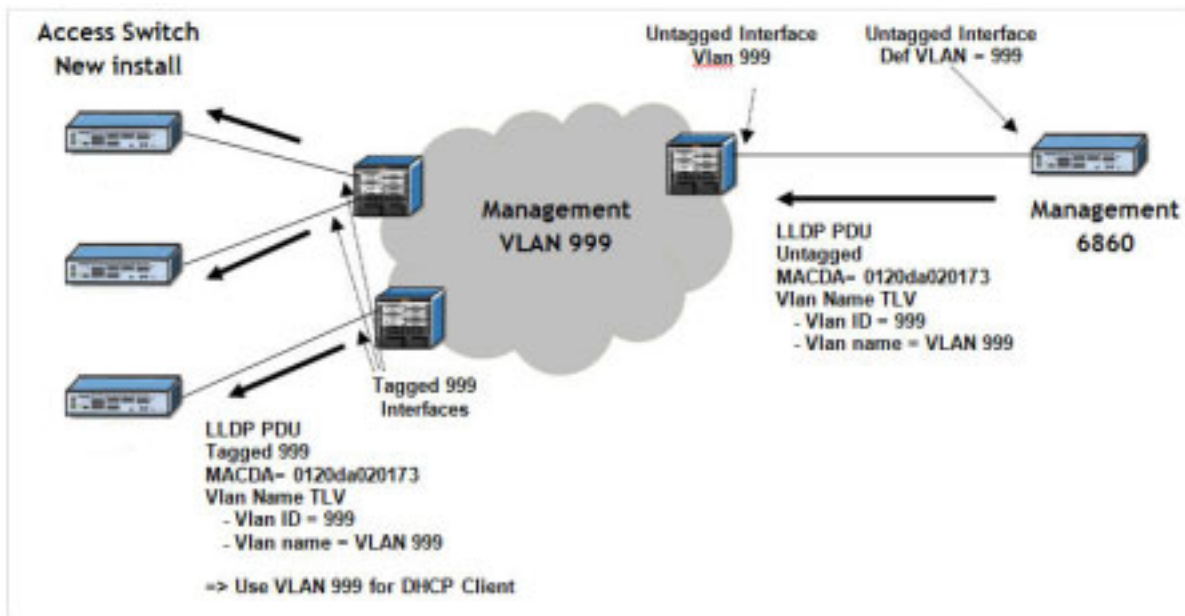 Access Switch
New install
Untagged Interface
Vlan 999
Untagged Interface
Def VLAN = 999
Management
VLAN 999
Management
6860
LLDP PDU
Untagged
MACDA= 0120da020173
Vlan Name TLV
- Vlan ID = 999
- Vlan name = VLAN 999
Tagged 999
Interfaces
LLDP PDU
Tagged 999
MACDA= 0120da020173
Vlan Name TLV
- Vlan ID = 999
- Vlan name = VLAN 999
=> Use VLAN 999 for DHCP Client